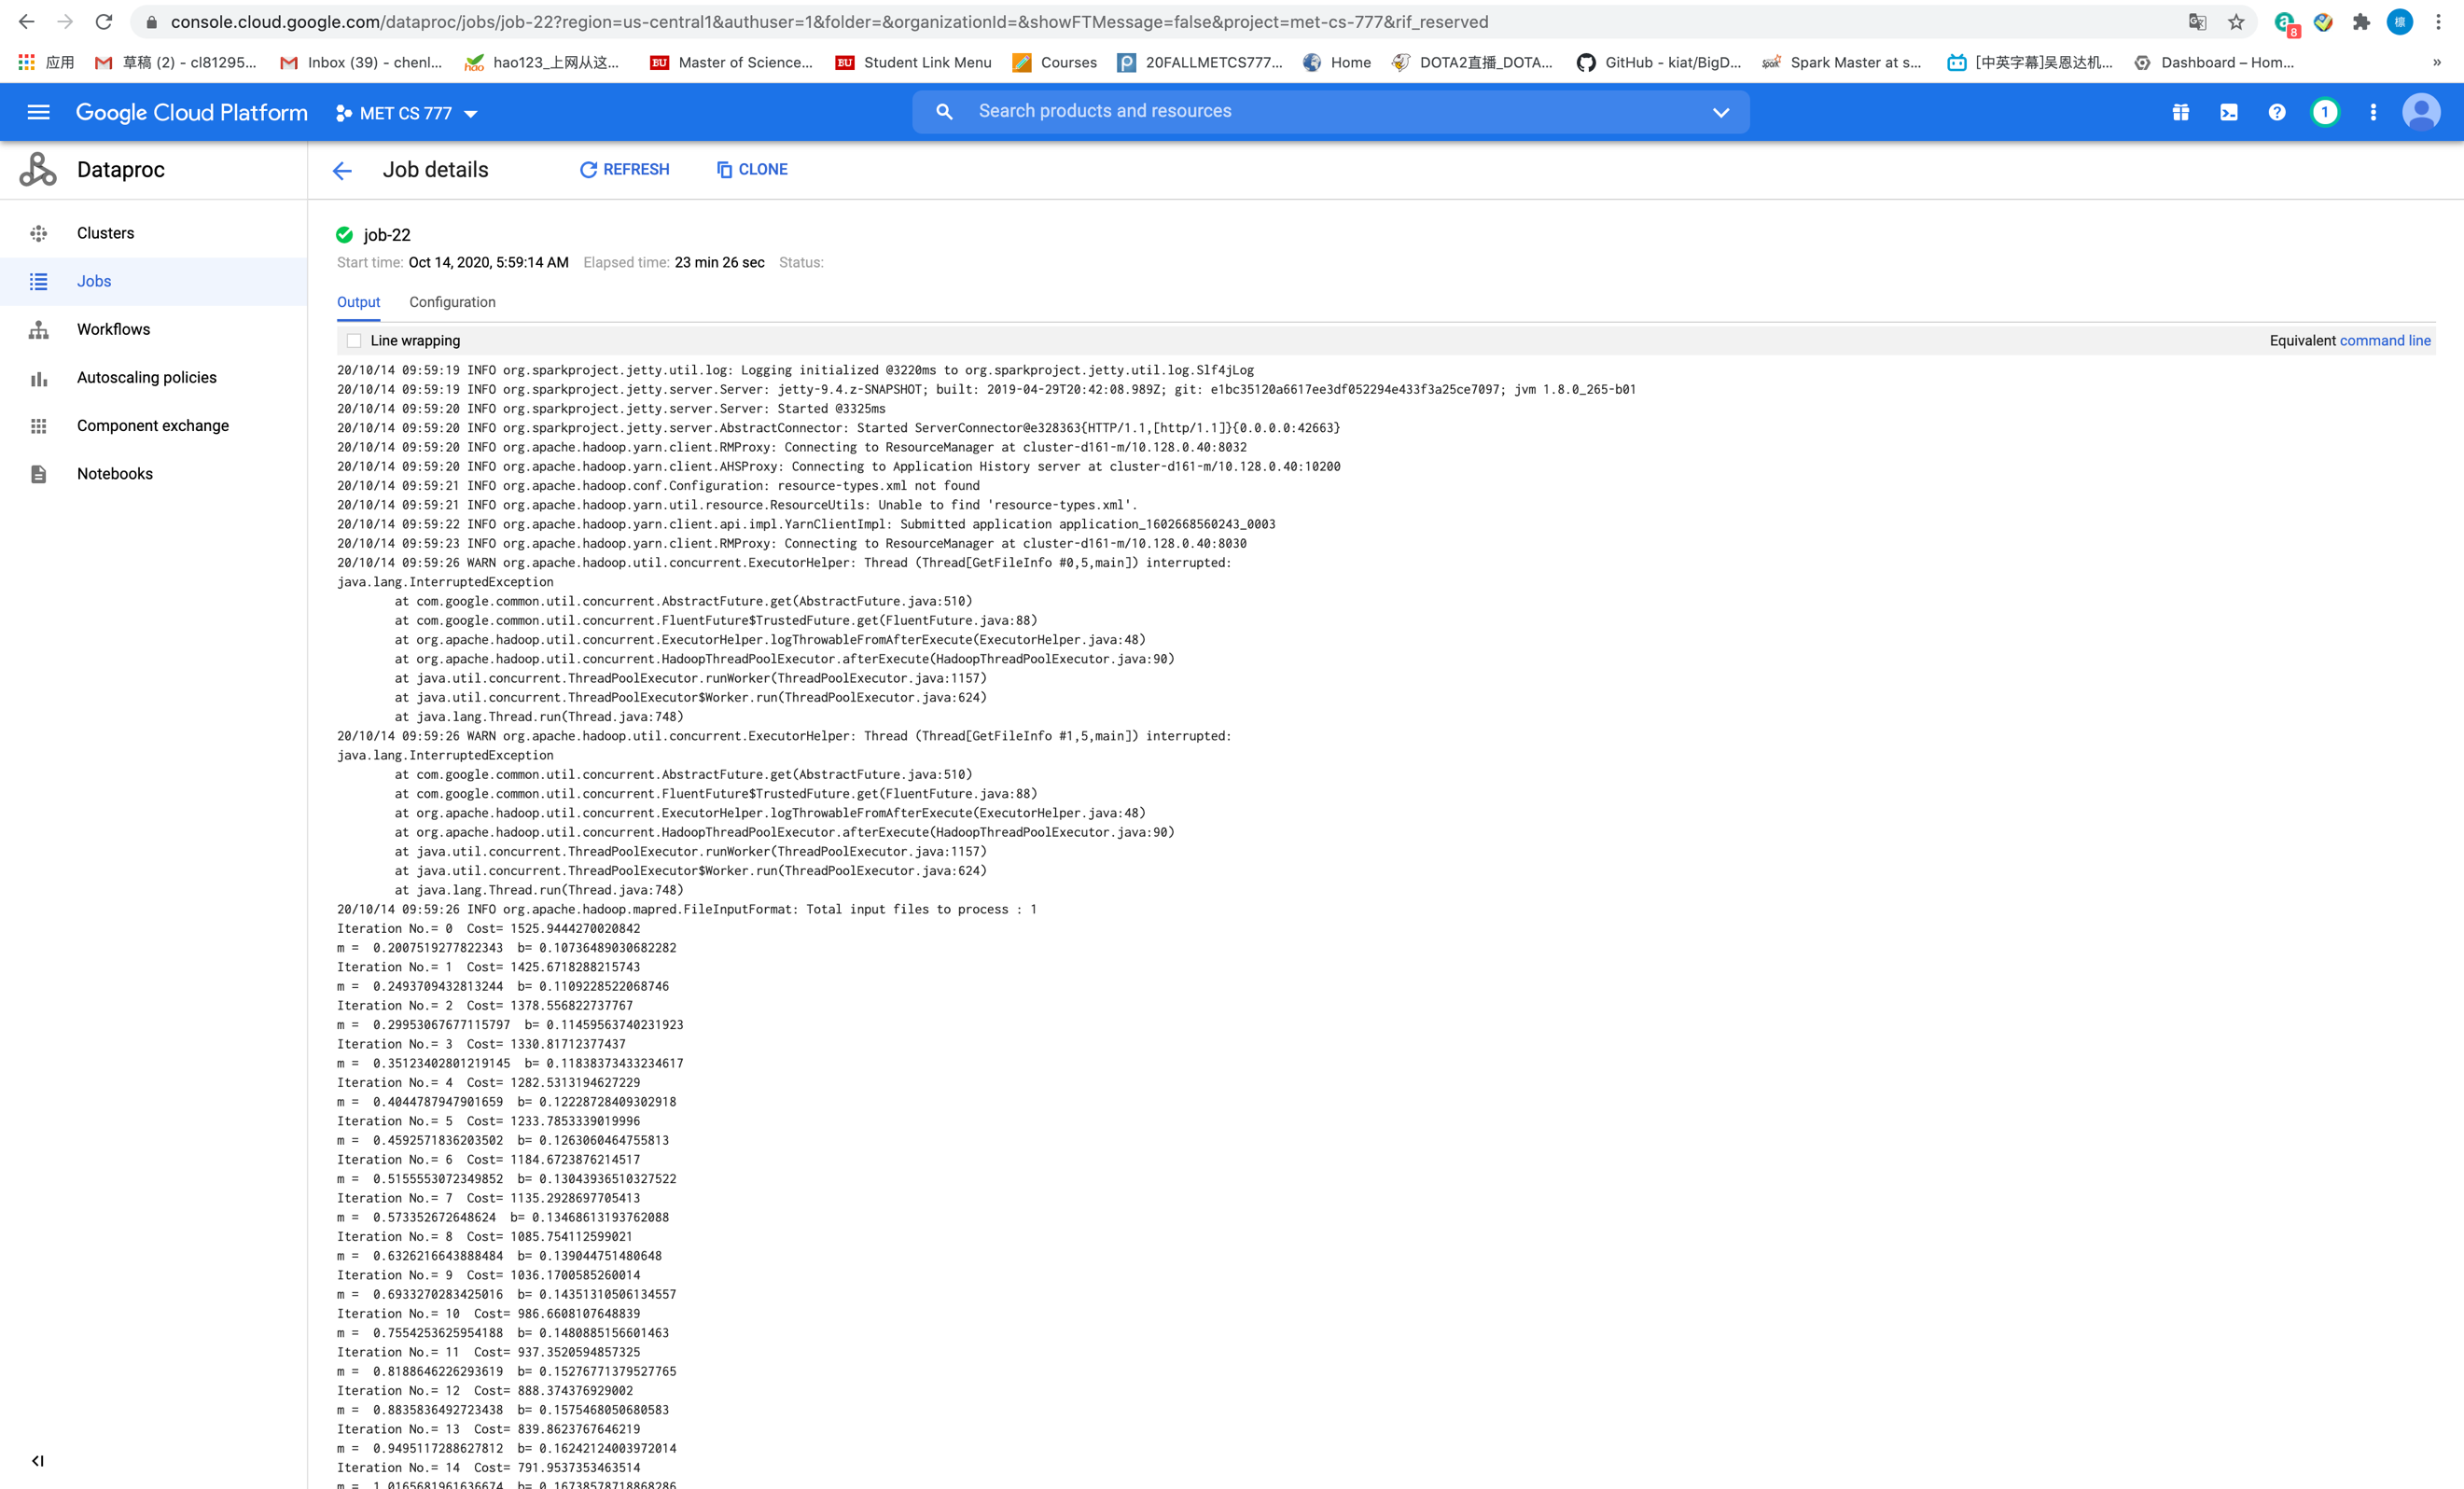 console.cloud.google.com/dataproc/jobs/job-22?region=us-central1&authuser=1&folder=&organizationId=&showFTMessage=false&project=met-cs-777&rif_reserved
8
檩
应用
草稿 (2) - cl81295...
Inbox (39) - chenl...
hao123_上网从这...
BU Master of Science...
BU Student Link Menu
Courses
20FALLMETCS777...
Home
DOTA2直播_DOTA...
GitHub - kiat/BigD...
Spark Master at s...
[中英字幕]吴恩达机...
Dashboard – Hom...
»
Google Cloud Platform
MET CS 777
Search products and resources
1
Dataproc
Job details
REFRESH
CLONE
Clusters
Jobs
Workflows
Autoscaling policies
Component exchange
Notebooks
job-22
Start time: Oct 14, 2020, 5:59:14 AM Elapsed time: 23 min 26 sec Status:
Output Configuration
Line wrapping
Equivalent command line
20/10/14 09:59:19 INFO org.sparkproject.jetty.util.log: Logging initialized @3220ms to org.sparkproject.jetty.util.log.Slf4jLog
20/10/14 09:59:19 INFO org.sparkproject.jetty.server.Server: jetty-9.4.z-SNAPSHOT; built: 2019-04-29T20:42:08.989Z; git: e1bc35120a6617ee3df052294e433f3a25ce7097; jvm 1.8.0_265-b01
20/10/14 09:59:20 INFO org.sparkproject.jetty.server.Server: Started @3325ms
20/10/14 09:59:20 INFO org.sparkproject.jetty.server.AbstractConnector: Started ServerConnector@e328363{HTTP/1.1,[http/1.1]}{0.0.0.0:42663}
20/10/14 09:59:20 INFO org.apache.hadoop.yarn.client.RMProxy: Connecting to ResourceManager at cluster-d161-m/10.128.0.40:8032
20/10/14 09:59:20 INFO org.apache.hadoop.yarn.client.AHSProxy: Connecting to Application History server at cluster-d161-m/10.128.0.40:10200
20/10/14 09:59:21 INFO org.apache.hadoop.conf.Configuration: resource-types.xml not found
20/10/14 09:59:21 INFO org.apache.hadoop.yarn.util.resource.ResourceUtils: Unable to find 'resource-types.xml'.
20/10/14 09:59:22 INFO org.apache.hadoop.yarn.client.api.impl.YarnClientImpl: Submitted application application_1602668560243_0003
20/10/14 09:59:23 INFO org.apache.hadoop.yarn.client.RMProxy: Connecting to ResourceManager at cluster-d161-m/10.128.0.40:8030
20/10/14 09:59:26 WARN org.apache.hadoop.util.concurrent.ExecutorHelper: Thread (Thread[GetFileInfo #0,5,main]) interrupted:
java.lang.InterruptedException
at com.google.common.util.concurrent.AbstractFuture.get(AbstractFuture.java:510)
at com.google.common.util.concurrent.FluentFuture$TrustedFuture.get(FluentFuture.java:88)
at org.apache.hadoop.util.concurrent.ExecutorHelper.logThrowableFromAfterExecute(ExecutorHelper.java:48)
at org.apache.hadoop.util.concurrent.HadoopThreadPoolExecutor.afterExecute(HadoopThreadPoolExecutor.java:90)
at java.util.concurrent.ThreadPoolExecutor.runWorker(ThreadPoolExecutor.java:1157)
at java.util.concurrent.ThreadPoolExecutor$Worker.run(ThreadPoolExecutor.java:624)
at java.lang.Thread.run(Thread.java:748)
20/10/14 09:59:26 WARN org.apache.hadoop.util.concurrent.ExecutorHelper: Thread (Thread[GetFileInfo #1,5,main]) interrupted:
java.lang.InterruptedException
at com.google.common.util.concurrent.AbstractFuture.get(AbstractFuture.java:510)
at com.google.common.util.concurrent.FluentFuture$TrustedFuture.get(FluentFuture.java:88)
at org.apache.hadoop.util.concurrent.ExecutorHelper.logThrowableFromAfterExecute(ExecutorHelper.java:48)
at org.apache.hadoop.util.concurrent.HadoopThreadPoolExecutor.afterExecute(HadoopThreadPoolExecutor.java:90)
at java.util.concurrent.ThreadPoolExecutor.runWorker(ThreadPoolExecutor.java:1157)
at java.util.concurrent.ThreadPoolExecutor$Worker.run(ThreadPoolExecutor.java:624)
at java.lang.Thread.run(Thread.java:748)
20/10/14 09:59:26 INFO org.apache.hadoop.mapred.FileInputFormat: Total input files to process : 1
Iteration No.= 0 Cost= 1525.9444270020842
m = 0.2007519277822343 b= 0.10736489030682282
Iteration No.= 1 Cost= 1425.6718288215743
m = 0.2493709432813244 b= 0.1109228522068746
Iteration No.= 2 Cost= 1378.556822737767
m = 0.29953067677115797 b= 0.11459563740231923
Iteration No.= 3 Cost= 1330.81712377437
m = 0.35123402801219145 b= 0.11838373433234617
Iteration No.= 4 Cost= 1282.5313194627229
m = 0.4044787947901659 b= 0.12228728409302918
Iteration No.= 5 Cost= 1233.7853339019996
m = 0.4592571836203502 b= 0.1263060464755813
Iteration No.= 6 Cost= 1184.6723876214517
m = 0.5155553072349852 b= 0.13043936510327522
Iteration No.= 7 Cost= 1135.2928697705413
m = 0.573352672648624 b= 0.13468613193762088
Iteration No.= 8 Cost= 1085.754112599021
m = 0.6326216643888484 b= 0.139044751480648
Iteration No.= 9 Cost= 1036.1700585260014
m = 0.6933270283425016 b= 0.14351310506134557
Iteration No.= 10 Cost= 986.6608107648839
m = 0.7554253625954188 b= 0.1480885156601463
Iteration No.= 11 Cost= 937.3520594857325
m = 0.8188646226293619 b= 0.15276771379527765
Iteration No.= 12 Cost= 888.374376929002
m = 0.8835836492723438 b= 0.1575468050680583
Iteration No.= 13 Cost= 839.8623767646219
m = 0.9495117288627812 b= 0.16242124003972014
Iteration No.= 14 Cost= 791.9537353463514
m = 1.0165681961636674 b= 0.16738578718868286